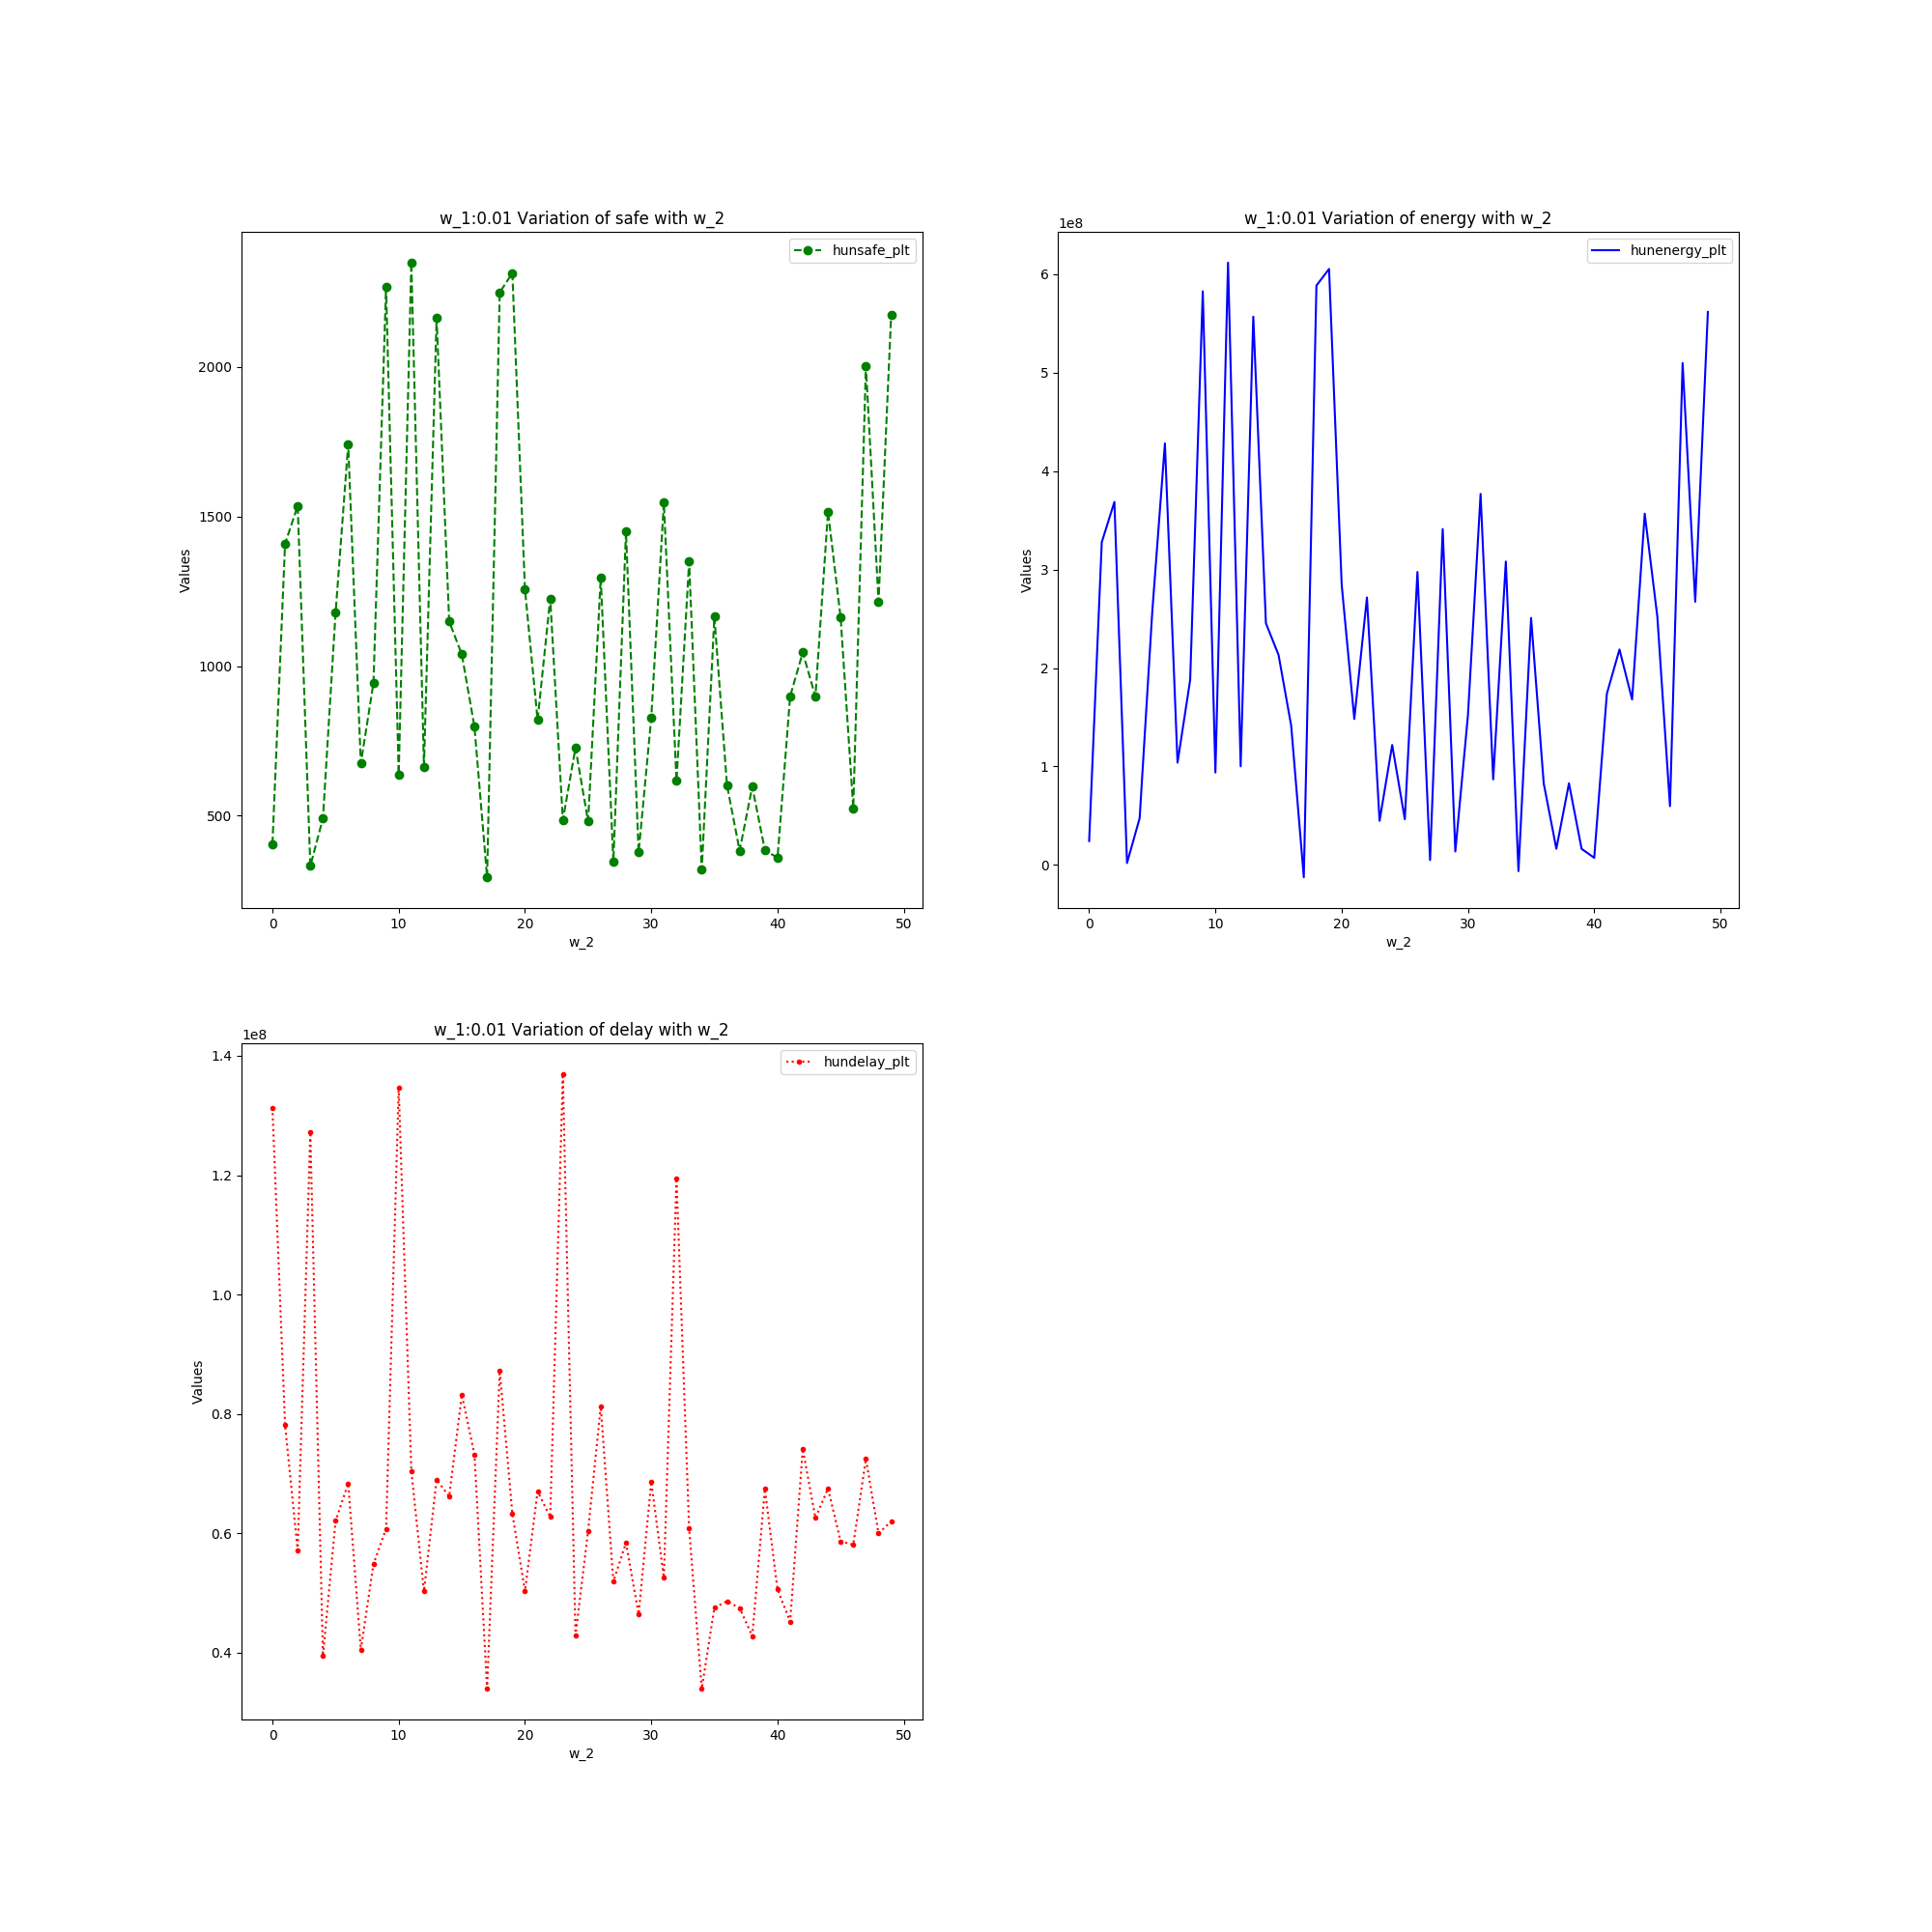 w_1:0.01 Variation of safe with w_2
hunsafe_plt
2000
1500
1000
500
Values
0 10 20 30 40 50
w_2
w_1:0.01 Variation of energy with w_2
1e8
hunenergy_plt
6
5
4
3
2
1
0
Values
0 10 20 30 40 50
w_2
w_1:0.01 Variation of delay with w_2
1e8
hundelay_plt
1.4
1.2
1.0
0.8
0.6
0.4
Values
0 10 20 30 40 50
w_2